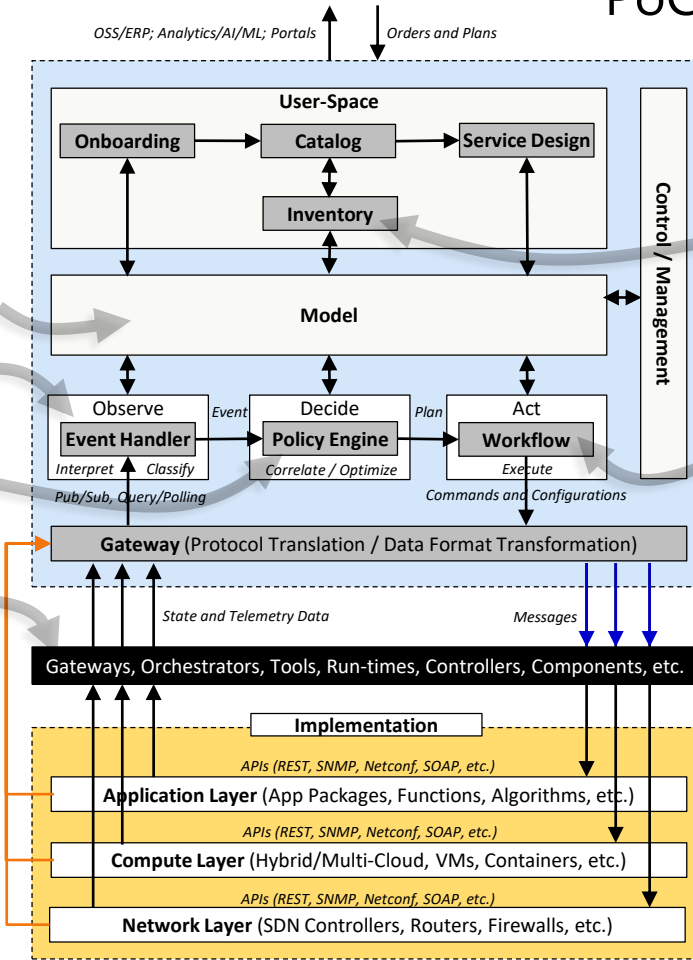 PoC
OSS/ERP; Analytics/AI/ML; Portals
Orders and Plans
User-Space
Onboarding
Catalog
Service Design
Inventory
Control / Management
Model
Observe
Event
Decide
Plan
Act
Event Handler
Policy Engine
Workflow
Interpret Classify
Correlate / Optimize
Execute
Pub/Sub, Query/Polling
Commands and Configurations
Gateway (Protocol Translation / Data Format Transformation)
State and Telemetry Data
Messages
Gateways, Orchestrators, Tools, Run-times, Controllers, Components, etc.
Implementation
APIs (REST, SNMP, Netconf, SOAP, etc.)
Application Layer (App Packages, Functions, Algorithms, etc.)
APIs (REST, SNMP, Netconf, SOAP, etc.)
Compute Layer (Hybrid/Multi-Cloud, VMs, Containers, etc.)
APIs (REST, SNMP, Netconf, SOAP, etc.)
Network Layer (SDN Controllers, Routers, Firewalls, etc.)